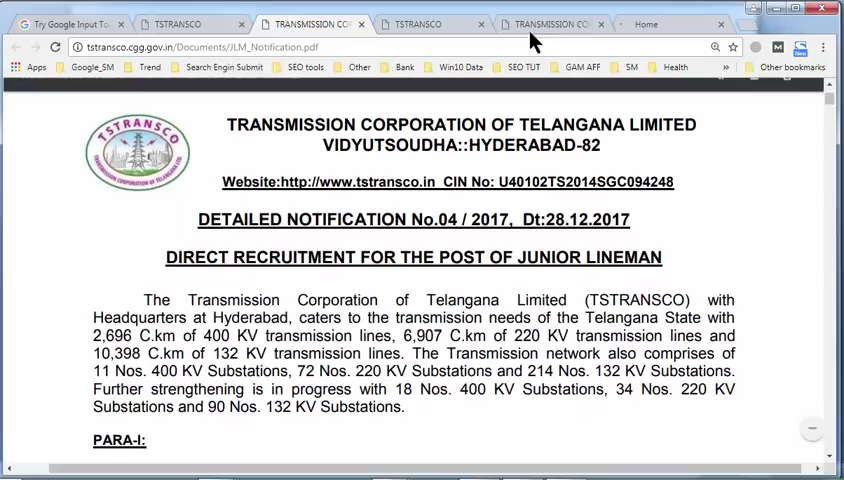 Try Google Input To
TSTRANSCO
TRANSMISSION COR
TSTRANSCO
TRANSMISSION CO
Home
tstransco.cgg.gov.in/Documents/JLM_Notification.pdf
Apps
Google_SM
Trend
Search Engin Submit
SEO tools
Other
Bank
Win10 Data
SEO TUT
GAM AFF
SM
Health
»
Other bookmarks
TSTRANSCO
TRANSMISSION CORPORATION OF TELANGANA LIMITED
VIDYUTSOUDHA::HYDERABAD-82
Website:http://www.tstransco.in CIN No: U40102TS2014SGC094248
DETAILED NOTIFICATION No.04 / 2017, Dt:28.12.2017
DIRECT RECRUITMENT FOR THE POST OF JUNIOR LINEMAN
The Transmission Corporation of Telangana Limited (TSTRANSCO) with
Headquarters at Hyderabad, caters to the transmission needs of the Telangana State with
2,696 C.km of 400 KV transmission lines, 6,907 C.km of 220 KV transmission lines and
10,398 C.km of 132 KV transmission lines. The Transmission network also comprises of
11 Nos. 400 KV Substations, 72 Nos. 220 KV Substations and 214 Nos. 132 KV Substations.
Further strengthening is in progress with 18 Nos. 400 KV Substations, 34 Nos. 220 KV
Substations and 90 Nos. 132 KV Substations.
PARA-I: